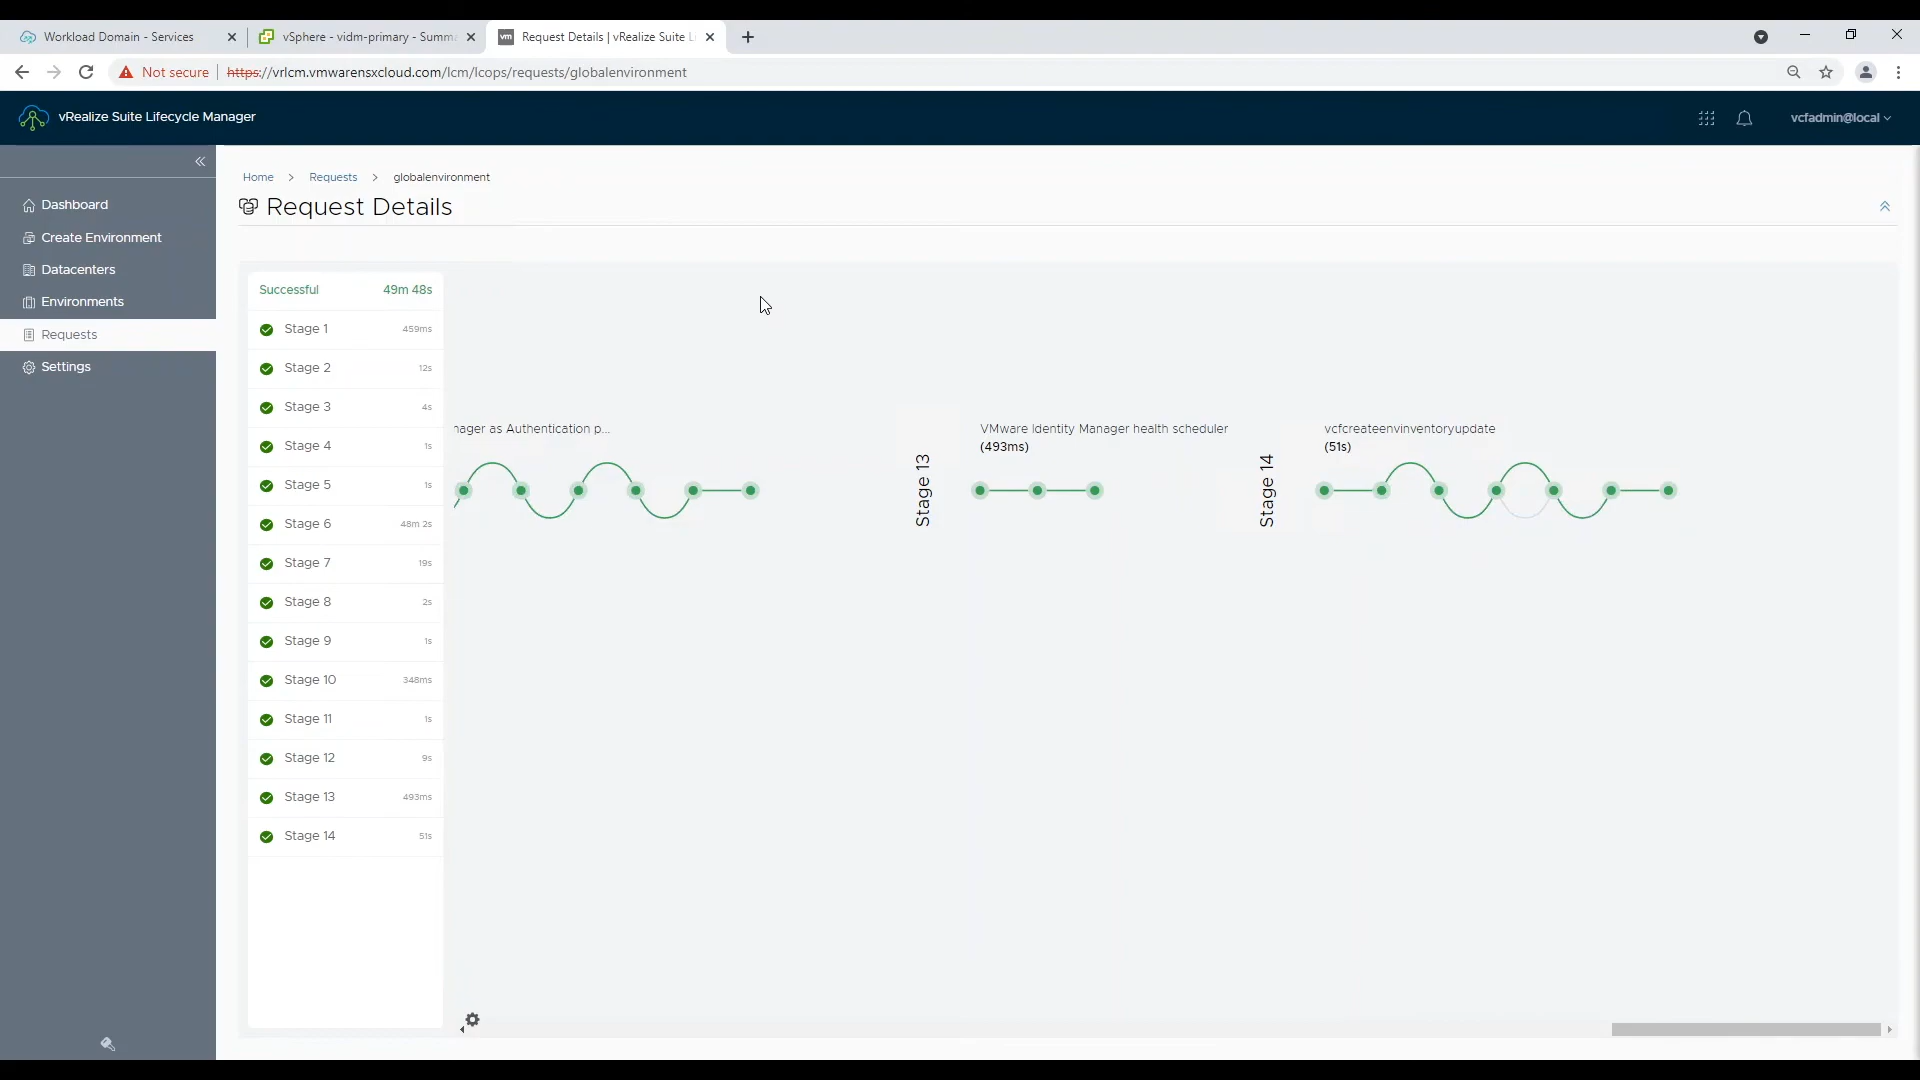 Workload Domain - Services
vSphere - vidm-primary - Summa
vm Request Details | vRealize Suite Li
Not secure
https://vrlcm.vmwarensxcloud.com/lcm/lcops/requests/globalenvironment
vRealize Suite Lifecycle Manager
vcfadmin@local
Dashboard
Create Environment
Datacenters
Environments
Requests
Settings
Home > Requests > globalenvironment
Request Details
Successful 49m 48s
Stage 1 459ms
Stage 2 12s
Stage 3 4s
Stage 4 1s
Stage 5 1s
Stage 6 48m 2s
Stage 7 19s
Stage 8 2s
Stage 9 1s
Stage 10 348ms
Stage 11 1s
Stage 12 9s
Stage 13 493ms
Stage 14 51s
nager as Authentication p...
Stage 13
VMware Identity Manager health scheduler
(493ms)
Stage 14
vcfcreateenvinventoryupdate
(51s)